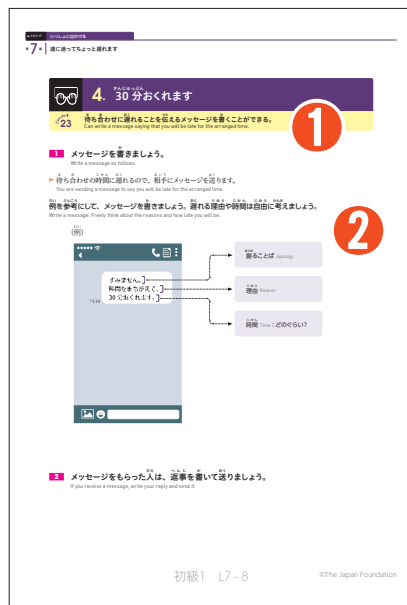 いっしょに出かける
7 道に迷ってちょっと遅れます
4. 30分おくれます
23 待ち合わせに遅れることを伝えるメッセージを書くことができる。
Can write a message saying that you will be late for the arranged time.
1
1 メッセージを書きましょう。
Write a message as follows.
► 待ち合わせの時間に遅れるので、相手にメッセージを送ります。
You are sending a message to say you will be late for the arranged time.
例を参考にして、メッセージを書きましょう。遅れる理由や時間は自由に考えましょう。
Write a message. Freely think about the reasons and how late you will be.
2
(例)
すみません。
時間をまちがえて、
30分おくれます。
謝ることば Apology
理由 Reason
時間 Time：どのぐらい?
2 メッセージをもらった人は、返事を書いて送りましょう。
If you receive a message, write your reply and send it.
初級1 L7 - 8
©The Japan Foundation